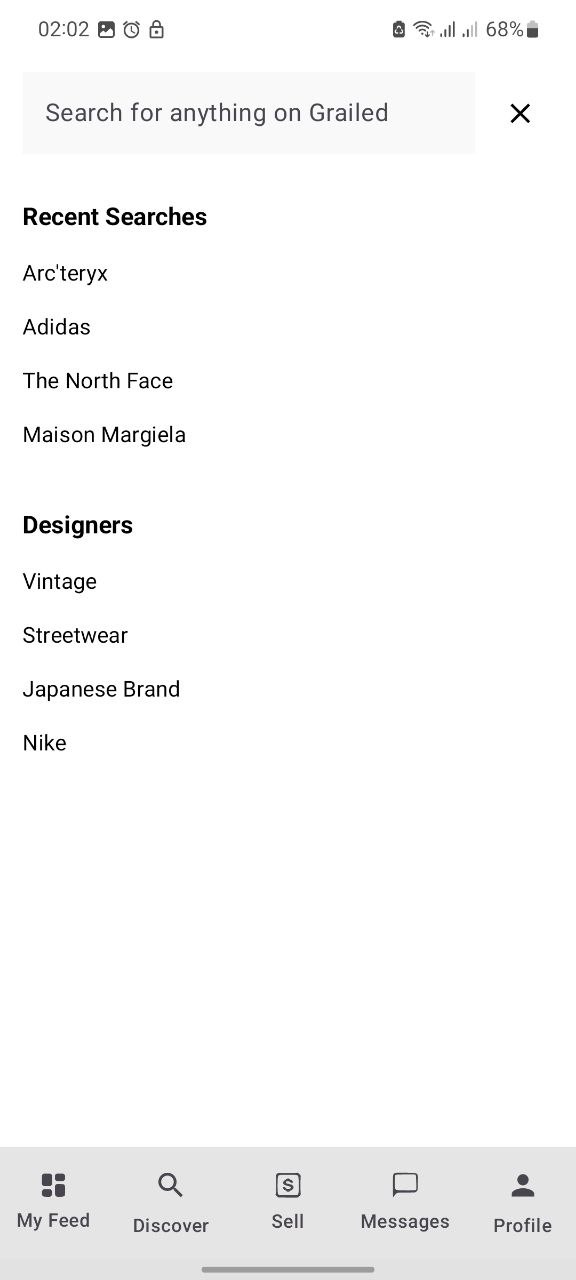 02:02 68%
Search for anything on Grailed
Recent Searches
Arc'teryx
Adidas
The North Face
Maison Margiela
Designers
Vintage
Streetwear
Japanese Brand
Nike
My Feed Discover Sell Messages Profile